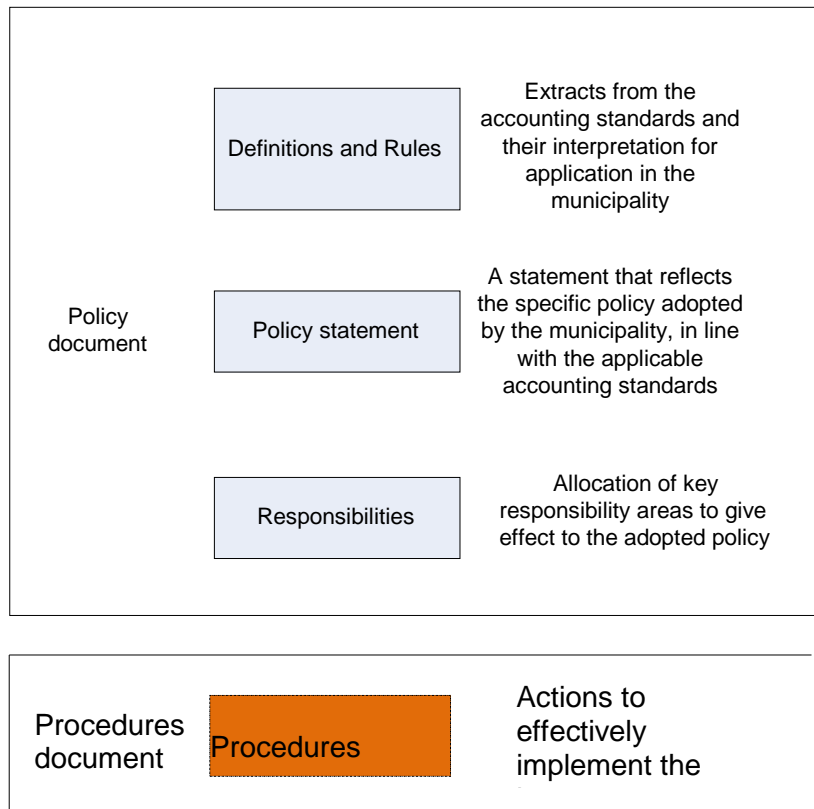 Definitions and Rules
Extracts from the
accounting standards and
their interpretation for
application in the
municipality
Policy
document
Policy statement
A statement that reflects
the specific policy adopted
by the municipality, in line
with the applicable
accounting standards
Responsibilities
Allocation of key
responsibility areas to give
effect to the adopted policy
Procedures
document
Procedures
Actions to
effectively
implement the